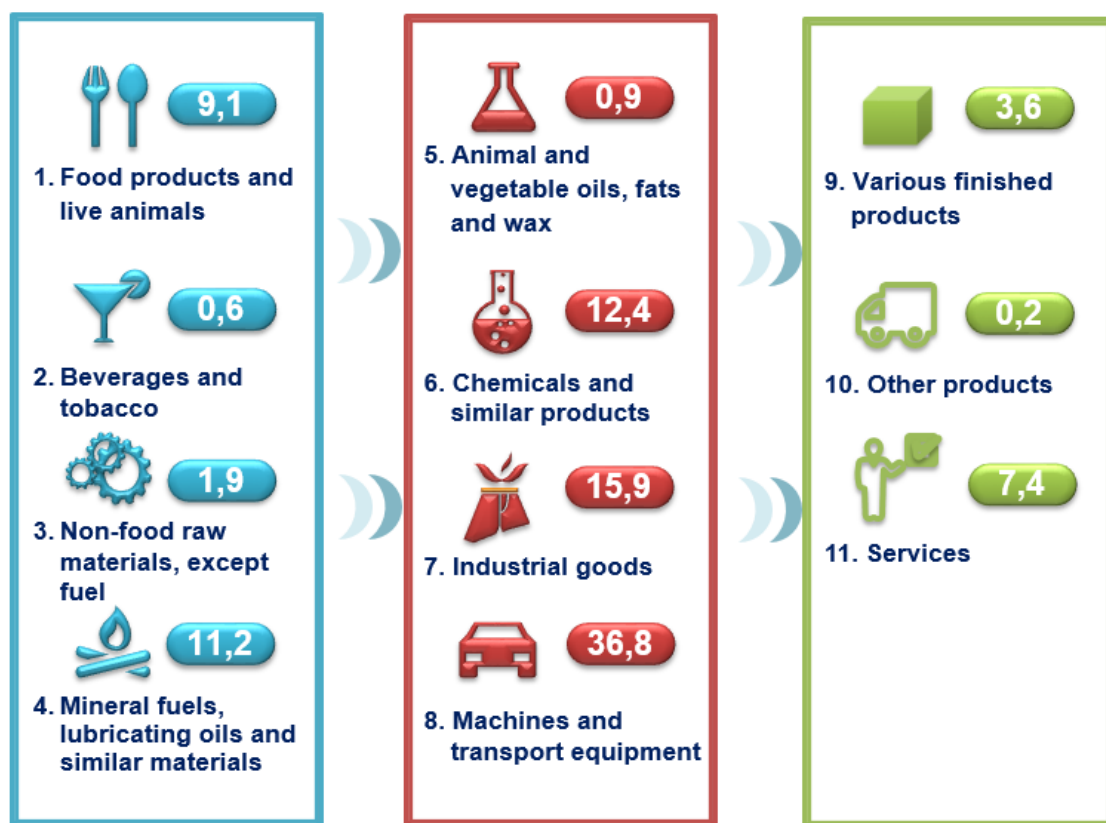 9,1
1. Food products and
live animals
0,6
2. Beverages and
tobacco
1,9
3. Non-food raw
materials, except
fuel
11,2
4. Mineral fuels,
lubricating oils and
similar materials
0,9
5. Animal and
vegetable oils, fats
and wax
12,4
6. Chemicals and
similar products
15,9
7. Industrial goods
36,8
8. Machines and
transport equipment
3,6
9. Various finished
products
0,2
10. Other products
7,4
11. Services